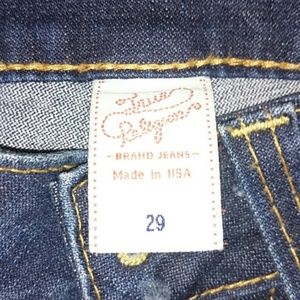 True
Religion
-BRAND JEANS-
Made in USA
29